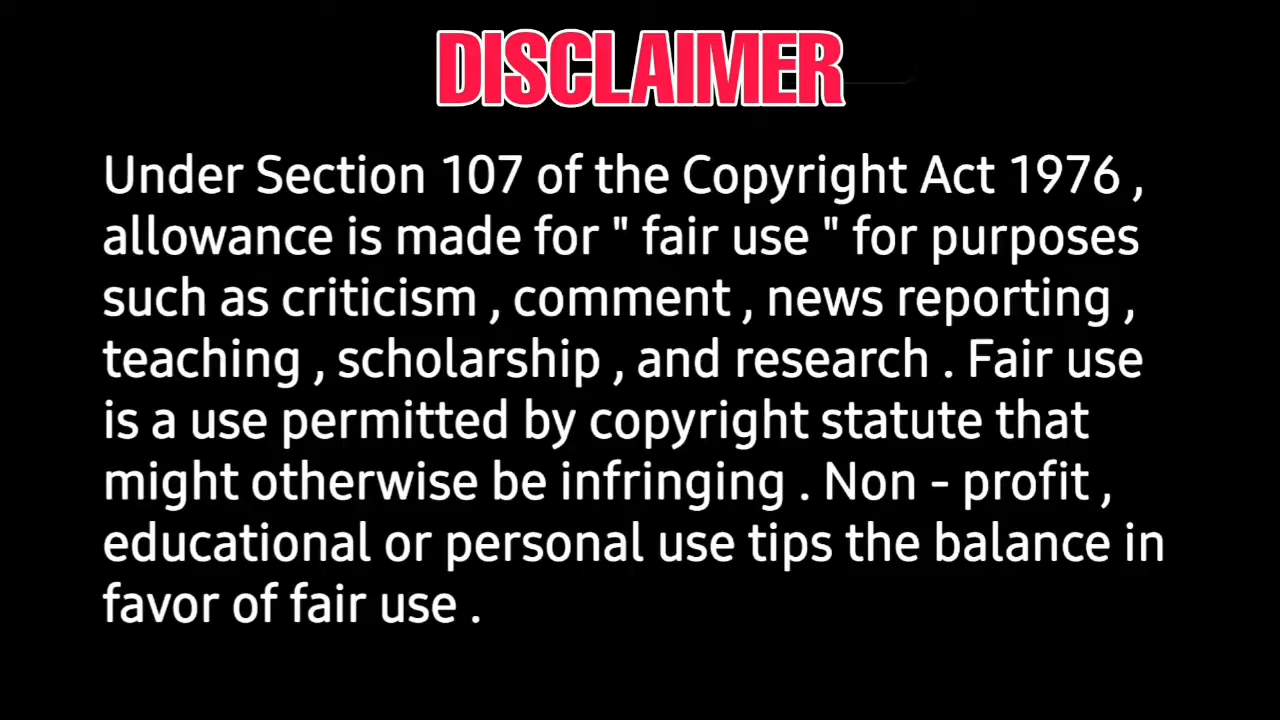 DISCLAIMER
Under Section 107 of the Copyright Act 1976 ,
allowance is made for " fair use " for purposes
such as criticism , comment , news reporting ,
teaching , scholarship , and research . Fair use
is a use permitted by copyright statute that
might otherwise be infringing . Non - profit ,
educational or personal use tips the balance in
favor of fair use .